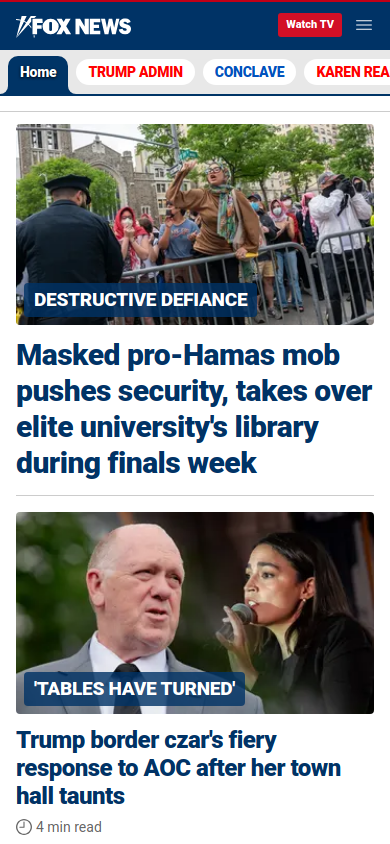 FOX NEWS
Watch TV
Home
TRUMP ADMIN
CONCLAVE
KAREN REA
DESTRUCTIVE DEFIANCE
Masked pro-Hamas mob
pushes security, takes over
elite university's library
during finals week
'TABLES HAVE TURNED'
Trump border czar's fiery
response to AOC after her town
hall taunts
4 min read